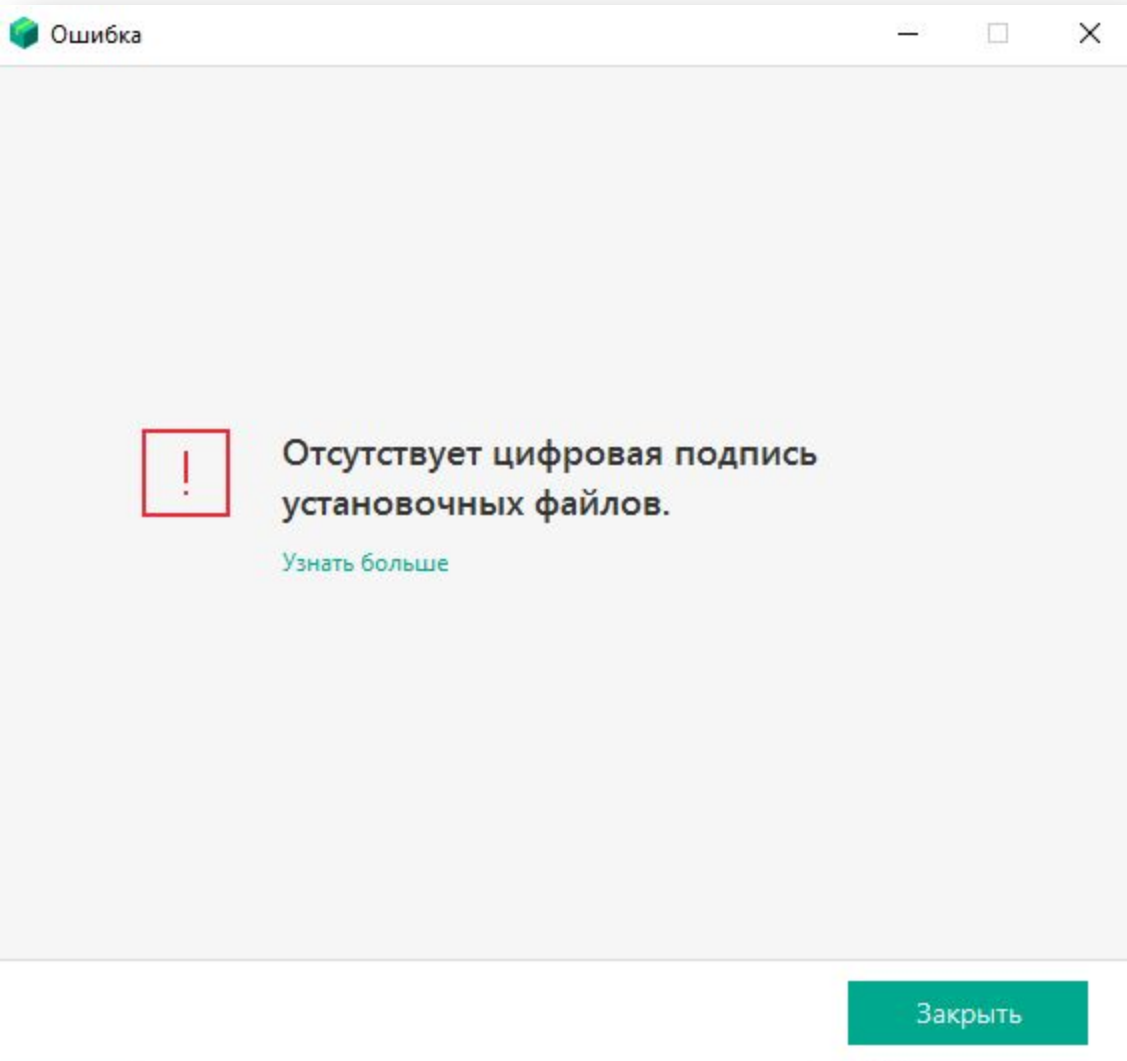 Ошибка
Отсутствует цифровая подпись
установочных файлов.
Узнать больше
Закрыть